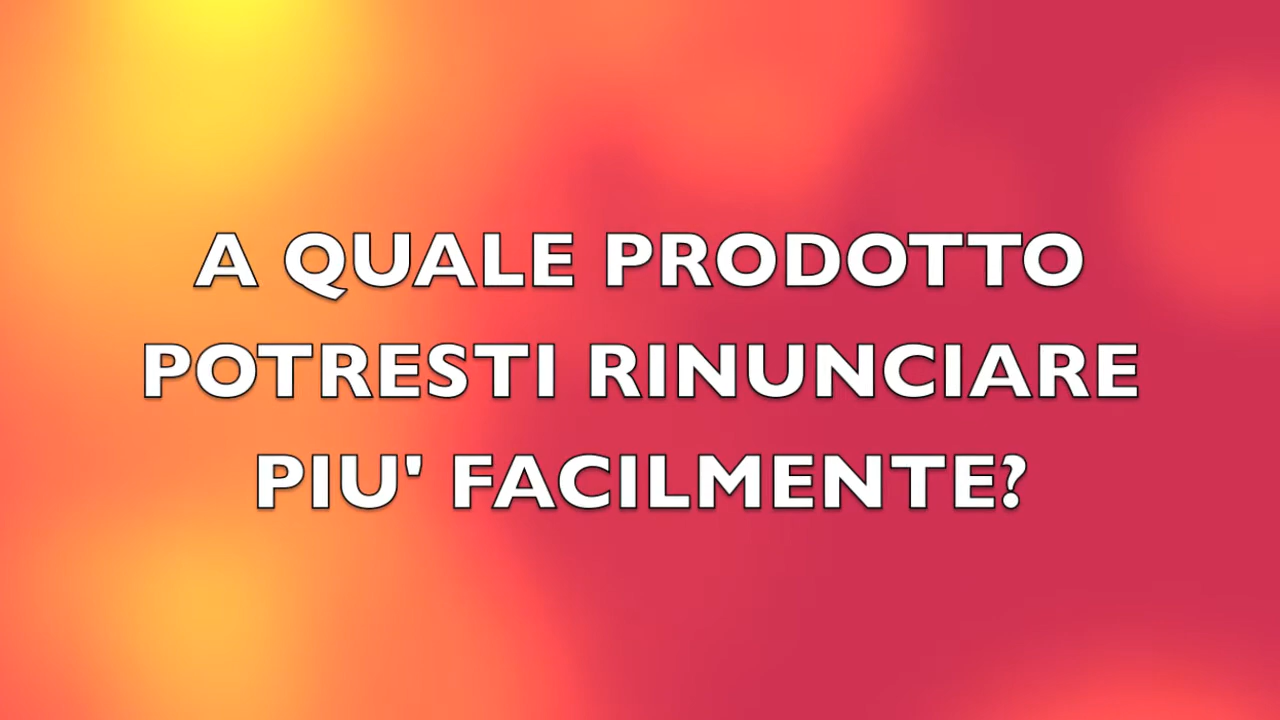 A QUALE PRODOTTO
POTRESTI RINUNCIARE
PIU' FACILMENTE?